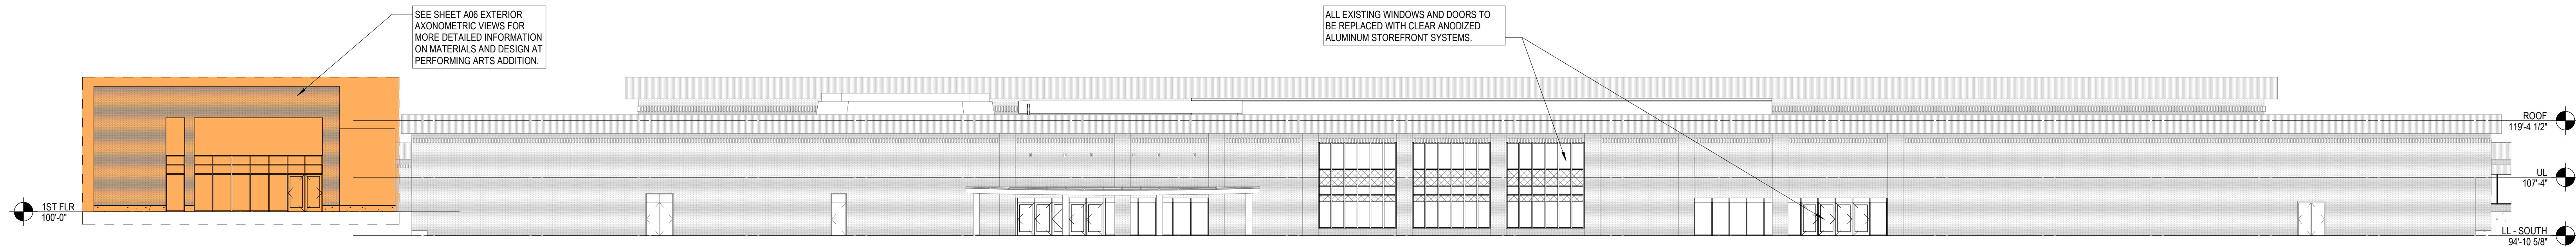 SEE SHEET A06 EXTERIOR
AXONOMETRIC VIEWS FOR
MORE DETAILED INFORMATION
ON MATERIALS AND DESIGN AT
PERFORMING ARTS ADDITION.
ALL EXISTING WINDOWS AND DOORS TO
BE REPLACED WITH CLEAR ANODIZED
ALUMINUM STOREFRONT SYSTEMS.
ROOF
119'-4 1/2"
UL
107'-4"
1ST FLR
100'-0"
LL - SOUTH
94'-10 5/8"